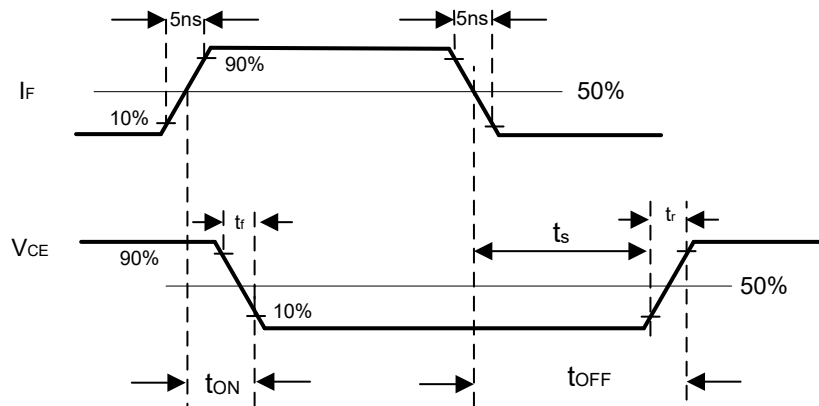 5ns 5ns
90%
IF 50%
10%
tf tr
VCE ts
90%
50%
10%
tON tOFF